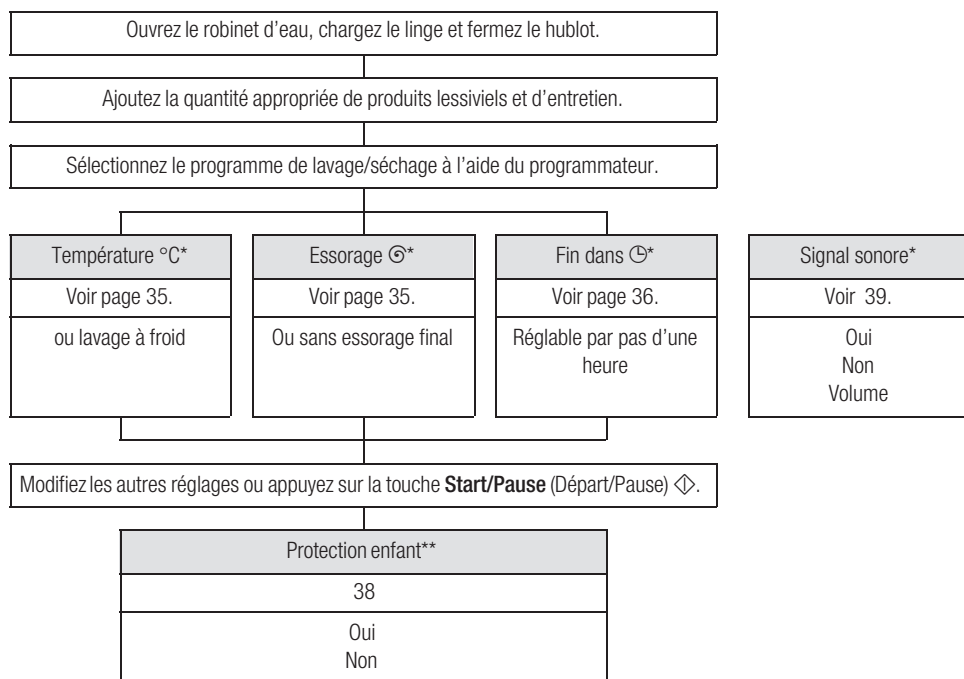 Ouvrez le robinet d’eau, chargez le linge et fermez le hublot.
Ajoutez la quantité appropriée de produits lessiviels et d’entretien.
Sélectionnez le programme de lavage/séchage à l’aide du programmateur.
Température °C*
Voir page 35.
ou lavage à froid
Essorage *
Voir page 35.
Ou sans essorage final
Fin dans *
Voir page 36.
Réglable par pas d’une
heure
Signal sonore*
Voir 39.
Oui
Non
Volume
Modifiez les autres réglages ou appuyez sur la touche Start/Pause (Départ/Pause) .
Protection enfant**
38
Oui
Non